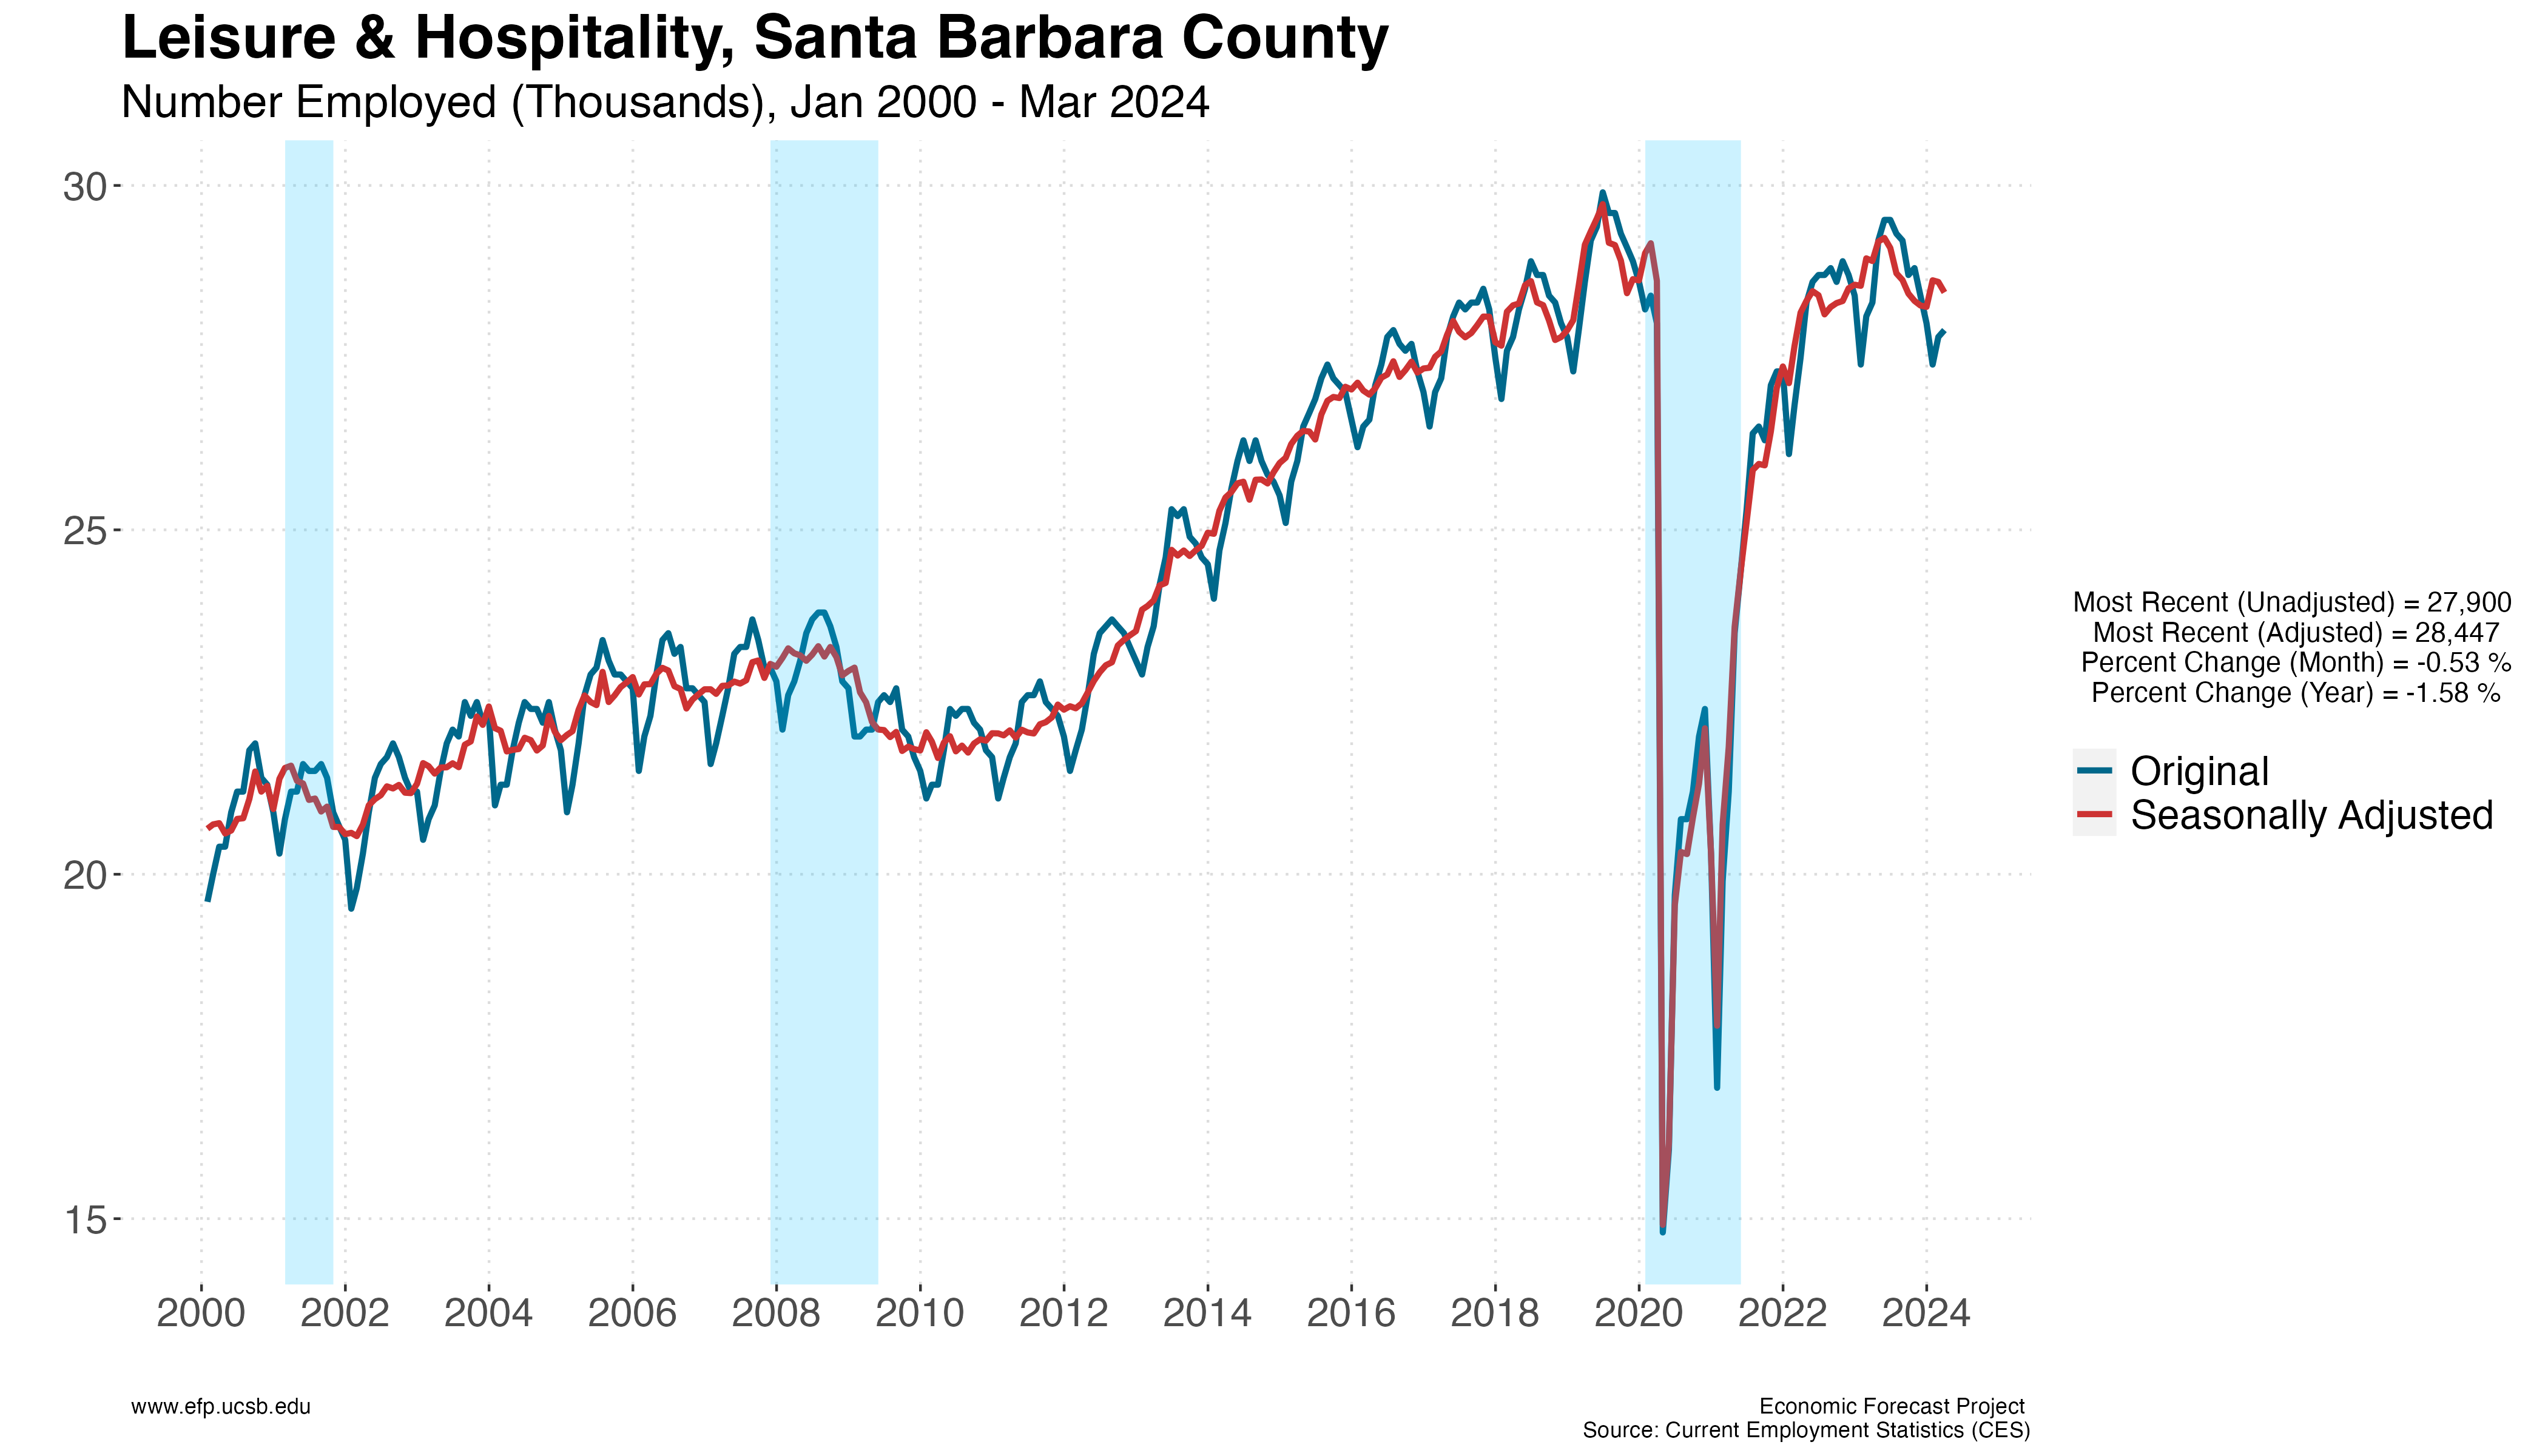 Leisure & Hospitality, Santa Barbara County
Number Employed (Thousands), Jan 2000 - Mar 2024
30
25
20
15
2000 2002 2004 2006 2008 2010 2012 2014 2016 2018 2020 2022 2024
Most Recent (Unadjusted) = 27,900
Most Recent (Adjusted) = 28,447
Percent Change (Month) = -0.53 %
Percent Change (Year) = -1.58 %
Original
Seasonally Adjusted
www.efp.ucsb.edu
Economic Forecast Project
Source: Current Employment Statistics (CES)